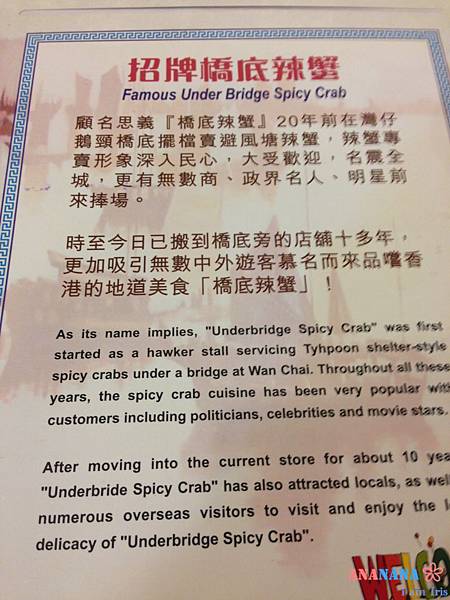 招牌橋底辣蟹
Famous Under Bridge Spicy Crab
顧名思義『橋底辣蟹』20年前在灣仔
鵝頸橋底擺檔賣避風塘辣蟹，辣蟹專
賣形象深入民心，大受歡迎，名震全
城，更有無數商、政界名人、明星前
來捧場。
時至今日已搬到橋底旁的店舖十多年，
更加吸引無數中外遊客慕名而來品嚐香
港的地道美食「橋底辣蟹」！
As its name implies, "Underbridge Spicy Crab" was first
started as a hawker stall servicing Tyhpoon shelter-style
spicy crabs under a bridge at Wan Chai. Throughout all these
years, the spicy crab cuisine has been very popular with
customers including politicians, celebrities and movie stars.
After moving into the current store for about 10 yea
"Underbride Spicy Crab" has also attracted locals, as well
numerous overseas visitors to visit and enjoy the l
delicacy of "Underbridge Spicy Crab".
WELCO
ANANANA
I am Iris